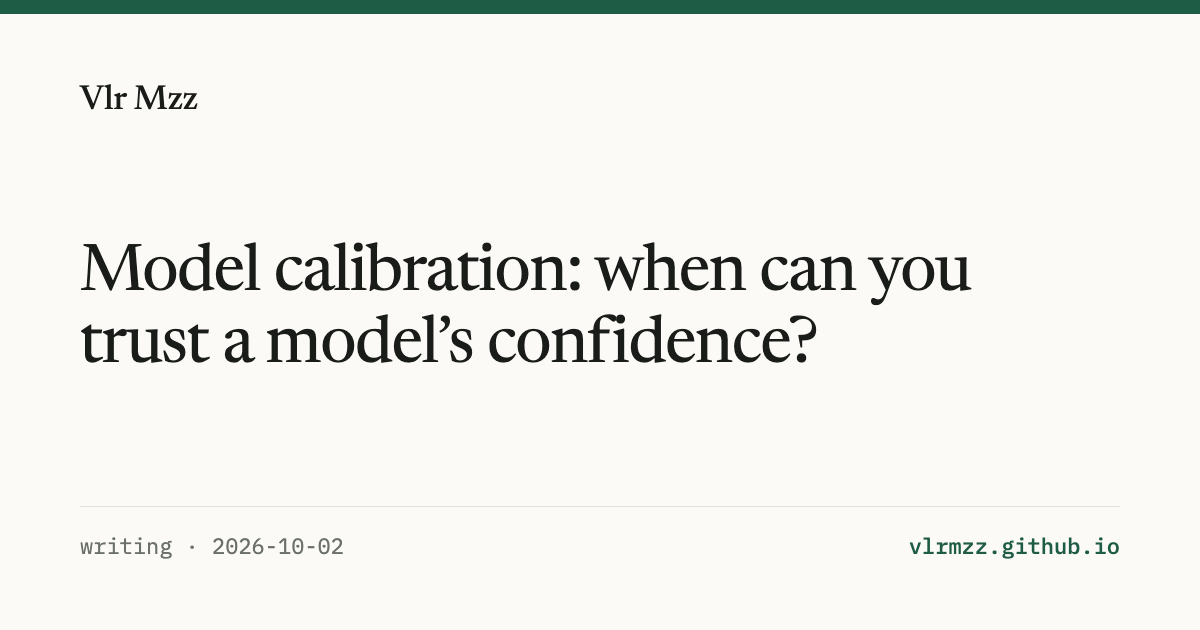 Vlr Mzz
Model calibration: when can you
trust a model’s confidence?
writing · 2026-10-02
vlrmzz.github.io